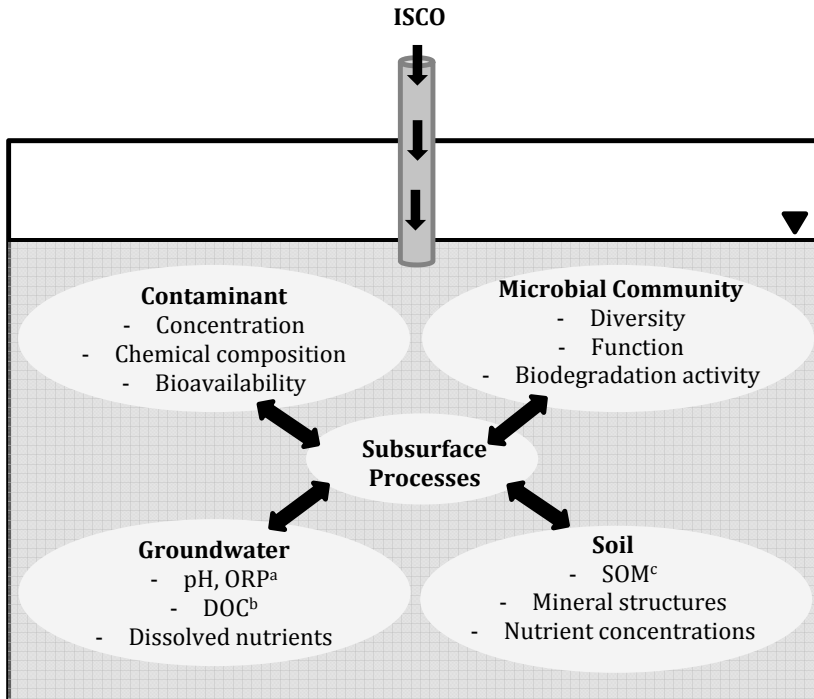 ISCO
Contaminant
- Concentration
- Chemical composition
- Bioavailability
Microbial Community
- Diversity
- Function
- Biodegradation activity
Subsurface
Processes
Groundwater
- pH, ORPᵃ
- DOCᵇ
- Dissolved nutrients
Soil
- SOMᶜ
- Mineral structures
- Nutrient concentrations